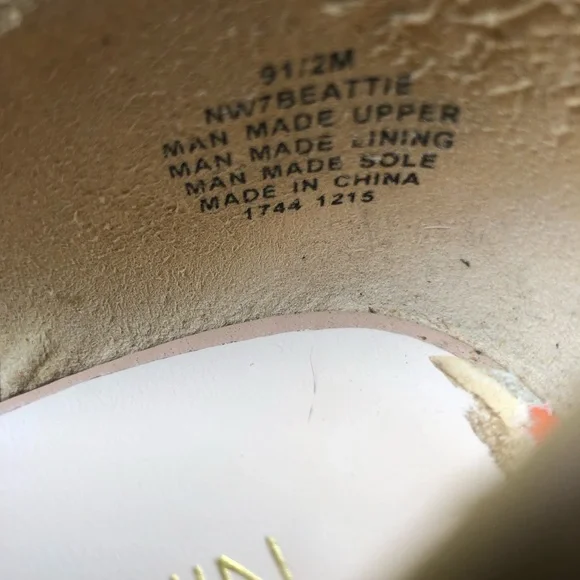 91/2M
NW7BEATTIE
MAN MADE UPPER
MAN MADE LINING
MAN MADE SOLE
MADE IN CHINA
1744 1215